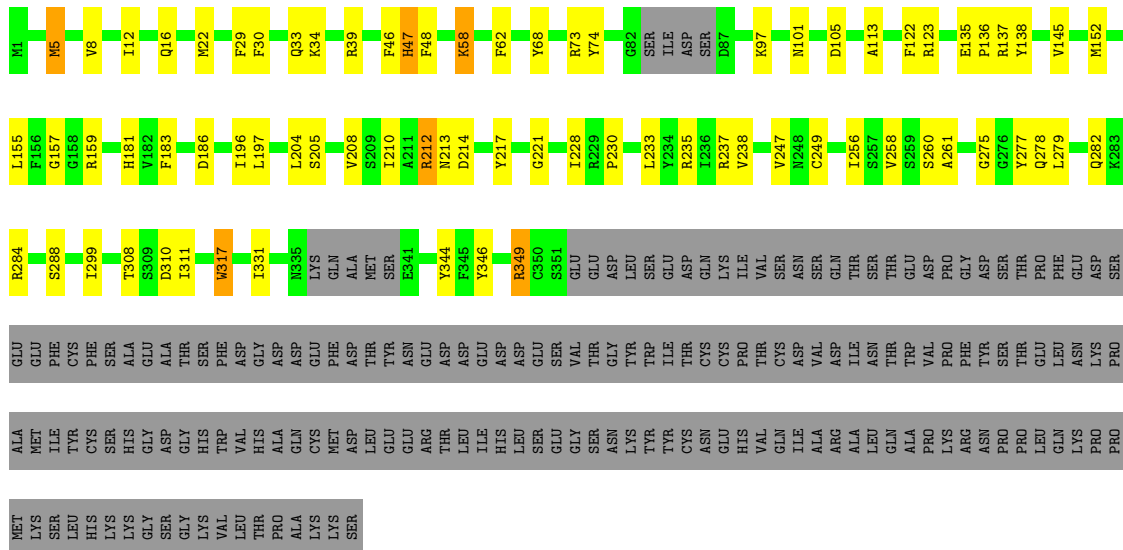 M1 M5 V8 I12 Q16 M22 F29 F30 Q33 K34 R39 F46 H47 F48 K58 F62 Y68 R73 Y74 G82 SER ILE ASP SER D87 K97 N101 D105 A113 F122 R123 E135 P136 R137 Y138 V145 M152
L155 F156 G157 G158 R159 H181 V182 F183 D186 I196 L197 L204 S205 V208 S209 I210 A211 R212 N213 D214 Y217 G221 I228 R229 P230 L233 Y234 R235 I236 R237 V238 V247 N248 C249 I256 S257 V258 S259 S260 A261 G275 G276 Y277 Q278 L279 Q282 K283
R284 S288 I299 T308 S309 D310 I311 W317 I331 N335 LYS GLN ALA MET SER E341 Y344 F345 Y346 R349 C350 S351 GLU GLU ASP LEU SER GLU ASP GLN LYS ILE VAL SER ASN SER GLN THR SER THR GLU ASP PRO GLY ASP SER THR PRO PHE GLU ASP SER
GLU GLU PHE CYS PHE SER ALA GLU ALA THR SER PHE ASP GLY ASP ASP CYS GLU PHE ASP THR TYR ASN GLU ASP ASP GLU ASP ASP GLU SER VAL THR GLY TYR TRP ILE THR CYS CYS PRO THR CYS ASP VAL ASP ILE ASN THR TRP VAL PRO PHE TYR SER THR GLU LEU ASN LYS PRO
ALA MET ILE TYR CYS SER HIS GLY ASP GLY HIS TRP VAL HIS ALA GLN CYS MET ASP LEU GLU GLU ARG THR LEU ILE HIS LEU SER GLU GLY SER ASN LYS TYR TYR CYS ASN GLU HIS VAL GLN ILE ALA ARG ALA LEU GLN ALA PRO LYS ARG ASN PRO PRO LEU GLN LYS PRO PRO
MET LYS SER LEU HIS LYS LYS GLY SER GLY LYS VAL LEU THR PRO ALA LYS LYS SER